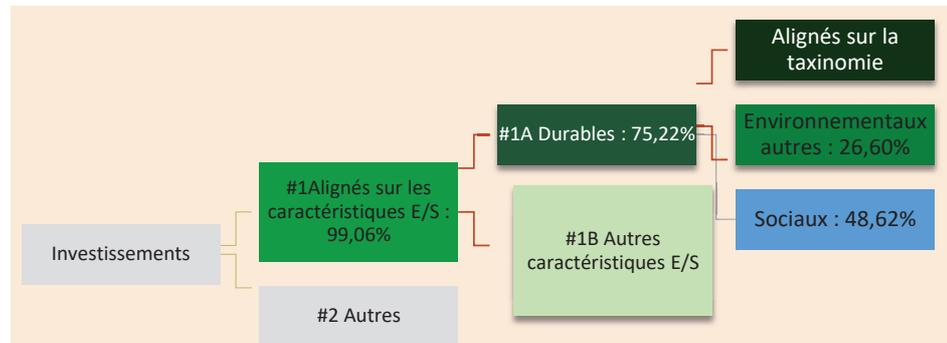 Investissements
#1Alignés sur les
caractéristiques E/S :
99,06%
#2 Autres
#1A Durables : 75,22%
#1B Autres
caractéristiques E/S
Alignés sur la
taxinomie
Environnementaux
autres : 26,60%
Sociaux : 48,62%